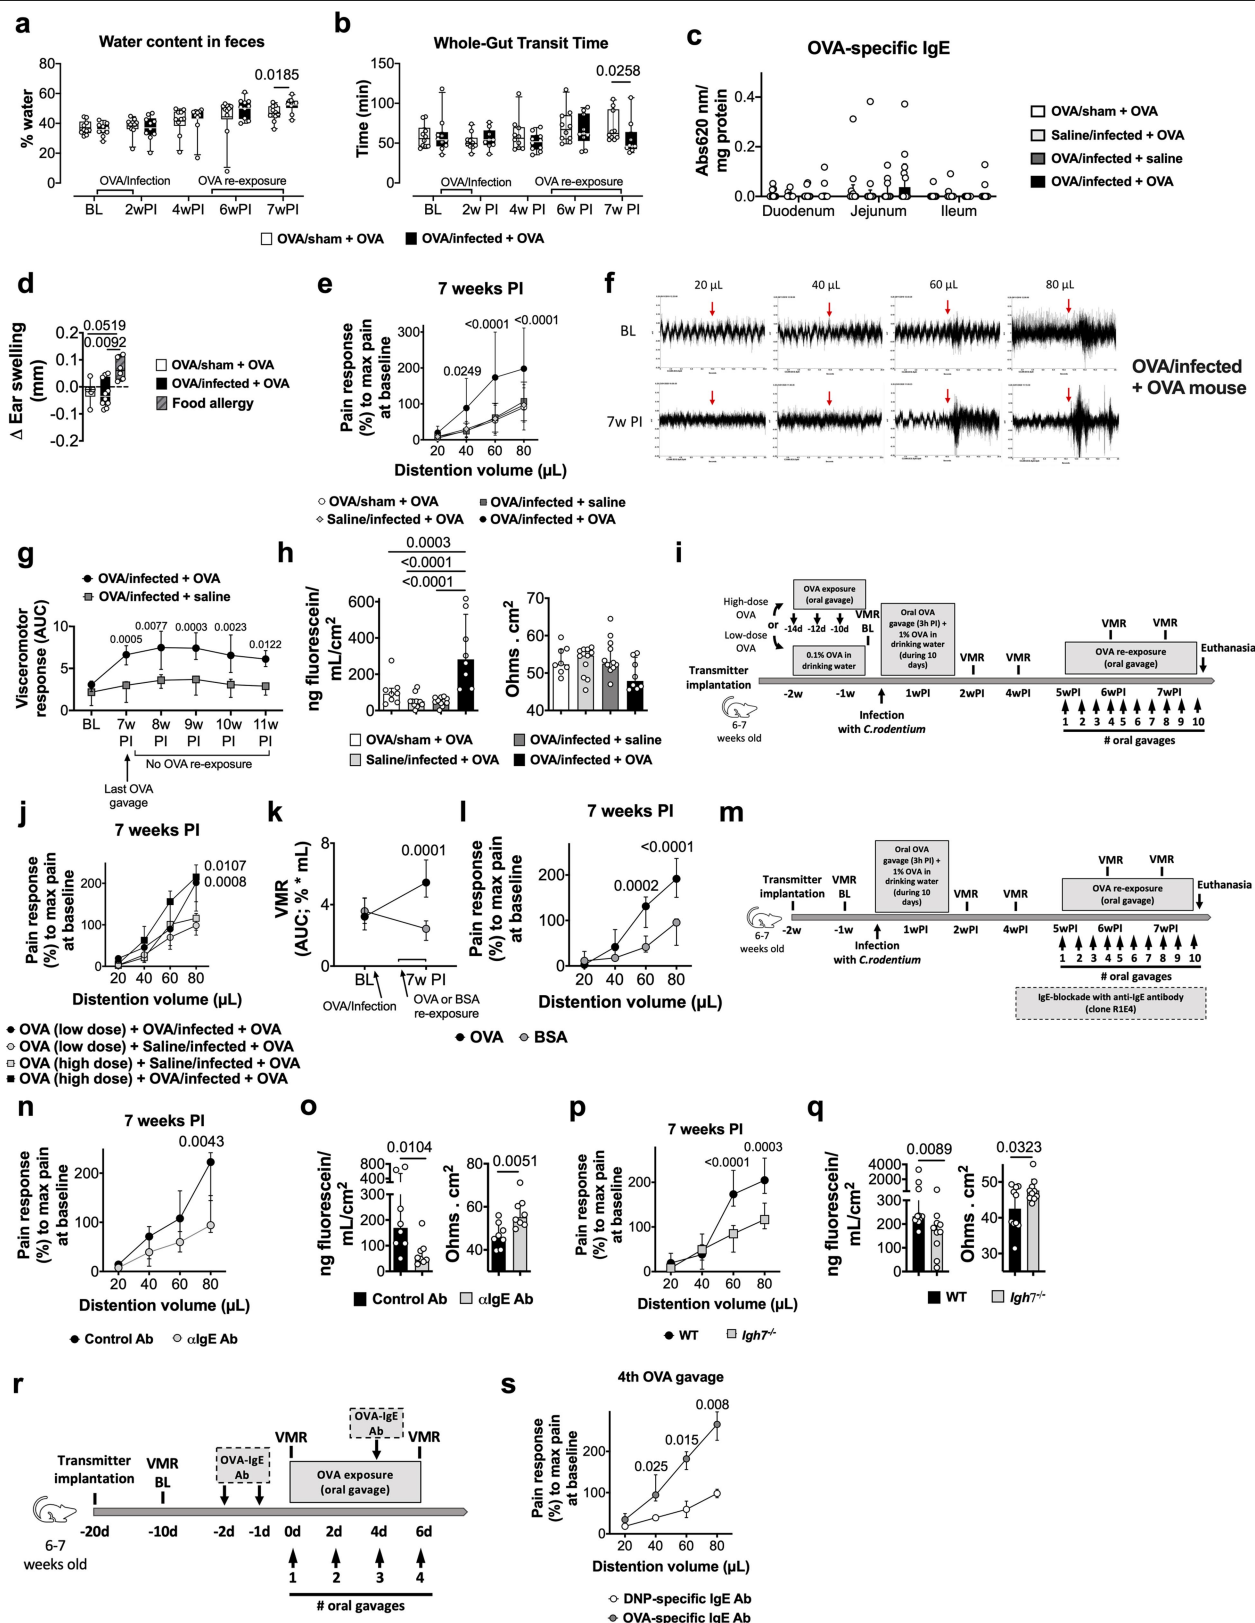 a
Water content in feces
% water
80
60
40
20
0
0.0185
OVA/Infection
OVA re-exposure
BL 2wPI 4wPI 6wPI 7wPI
b
Whole-Gut Transit Time
Time (min)
150
100
50
0
0.0258
OVA/Infection
OVA re-exposure
BL 2w PI 4w PI 6w PI 7w PI
OVA/sham + OVA
OVA/infected + OVA
c
OVA-specific IgE
Abs620 nm/
mg protein
0.4
0.2
0.0
Duodenum Jejunum Ileum
OVA/sham + OVA
Saline/infected + OVA
OVA/infected + saline
OVA/infected + OVA
d
Δ Ear swelling
(mm)
0.2
0.1
0.0
-0.1
-0.2
0.0519
0.0092
OVA/sham + OVA
OVA/infected + OVA
Food allergy
e
7 weeks PI
Pain response
(%) to max pain
at baseline
300
200
100
0
0.0249
<0.0001
<0.0001
20 40 60 80
Distention volume (µL)
OVA/sham + OVA
OVA/infected + saline
Saline/infected + OVA
OVA/infected + OVA
f
20 µL
40 µL
60 µL
80 µL
BL
7w PI
OVA/infected
+ OVA mouse
g
OVA/infected + OVA
OVA/infected + saline
Visceromotor
response (AUC)
10
5
0
0.0005
0.0077
0.0003
0.0023
0.0122
BL 7w 8w 9w 10w 11w
PI PI PI PI PI
No OVA re-exposure
Last OVA
gavage
h
0.0003
<0.0001
<0.0001
ng fluorescein/
mL/cm2
600
400
200
0
Ohms . cm2
70
60
50
40
OVA/sham + OVA
OVA/infected + saline
Saline/infected + OVA
OVA/infected + OVA
i
OVA exposure
(oral gavage)
High-dose
OVA
or
Low-dose
OVA
-14d -12d -10d
0.1% OVA in
drinking water
VMR
BL
Oral OVA
gavage (3h PI) +
1% OVA in
drinking water
(during 10
days)
VMR
VMR
VMR
VMR
OVA re-exposure
(oral gavage)
Euthanasia
Transmitter
implantation
6-7
weeks old
-2w -1w 1wPI 2wPI 4wPI 5wPI 6wPI 7wPI
Infection
with C.rodentium
1 2 3 4 5 6 7 8 9 10
# oral gavages
j
7 weeks PI
Pain response
(%) to max pain
at baseline
200
100
0
0.0107
0.0008
20 40 60 80
Distention volume (µL)
OVA (low dose) + OVA/infected + OVA
OVA (low dose) + Saline/infected + OVA
OVA (high dose) + Saline/infected + OVA
OVA (high dose) + OVA/infected + OVA
k
VMR
(AUC; % * mL)
8
4
0
0.0001
BL 7w PI
OVA/Infection
OVA or BSA
re-exposure
l
7 weeks PI
Pain response
(%) to max pain
at baseline
200
150
100
50
0
0.0002
<0.0001
20 40 60 80
Distention volume (µL)
OVA
BSA
m
Transmitter
implantation
VMR
BL
Oral OVA
gavage (3h PI) +
1% OVA in
drinking water
(during 10
days)
VMR
VMR
VMR
VMR
OVA re-exposure
(oral gavage)
Euthanasia
6-7
weeks old
-2w -1w 1wPI 2wPI 4wPI 5wPI 6wPI 7wPI
Infection
with C.rodentium
1 2 3 4 5 6 7 8 9 10
# oral gavages
IgE-blockade with anti-IgE antibody
(clone R1E4)
n
7 weeks PI
Pain response
(%) to max pain
at baseline
200
100
0
0.0043
20 40 60 80
Distention volume (µL)
Control Ab
αIgE Ab
o
0.0104
ng fluorescein/
mL/cm2
800
400
300
200
100
0
0.0051
Ohms . cm2
80
60
40
Control Ab
αIgE Ab
p
7 weeks PI
Pain response
(%) to max pain
at baseline
200
100
0
<0.0001
0.0003
20 40 60 80
Distention volume (µL)
WT
Igh7-/-
q
0.0089
ng fluorescein/
mL/cm2
4000
2000
300
200
100
0
0.0323
Ohms . cm2
50
40
30
WT
Igh7-/-
r
Transmitter
implantation
VMR
BL
OVA-IgE
Ab
VMR
OVA-IgE
Ab
VMR
OVA exposure
(oral gavage)
6-7
weeks old
-20d -10d -2d -1d 0d 2d 4d 6d
1 2 3 4
# oral gavages
s
4th OVA gavage
Pain response
(%) to max pain
at baseline
200
100
0
0.025
0.015
0.008
20 40 60 80
Distention volume (µL)
DNP-specific IgE Ab
OVA-specific IgE Ab